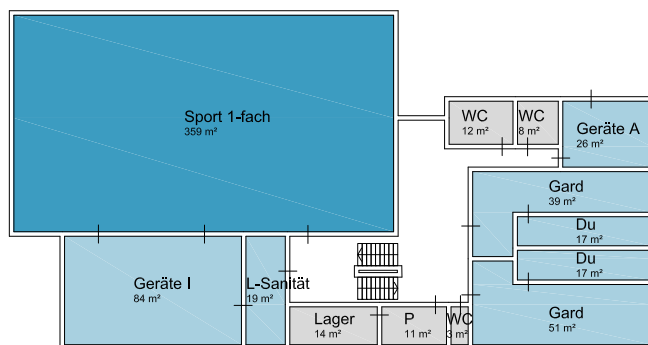 Sport 1-fach
359 m²
WC
12 m²
WC
8 m²
Geräte A
26 m²
Gard
39 m²
Du
17 m²
Du
17 m²
Geräte I
84 m²
L-Sanität
19 m²
Lager
14 m²
P
11 m²
WC
3 m²
Gard
51 m²